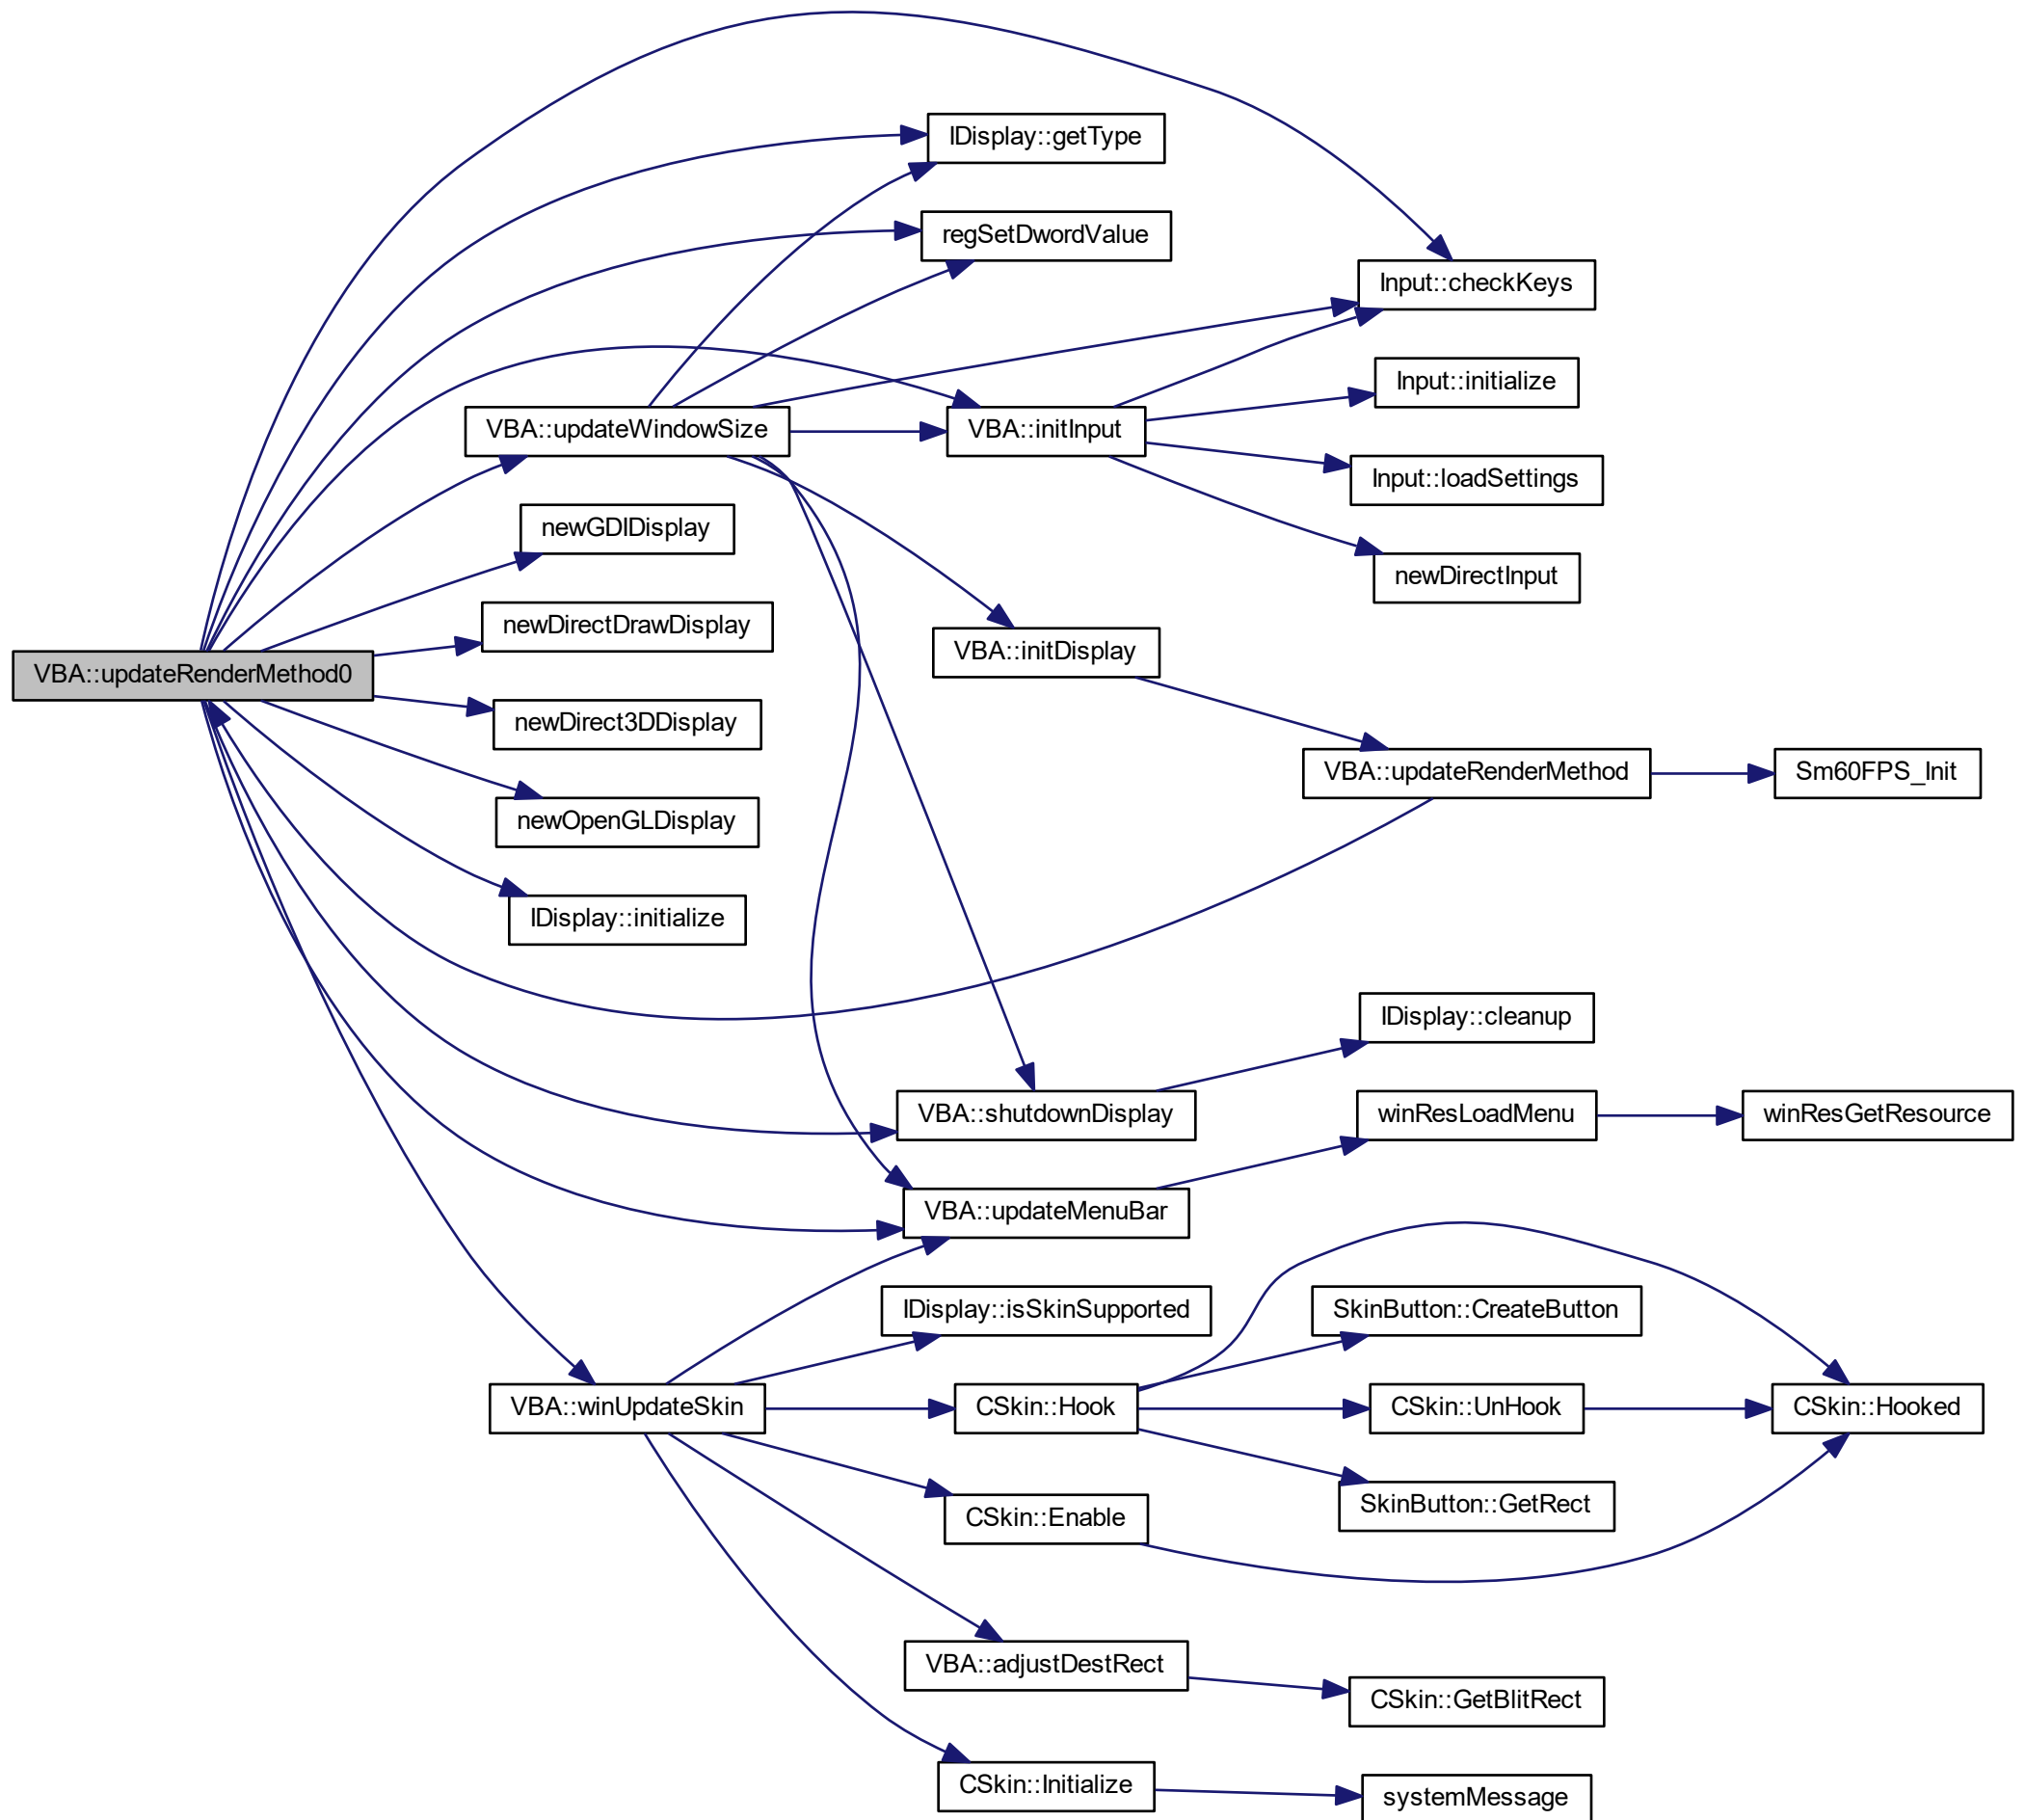 IDisplay::getType
regSetDwordValue
Input::checkKeys
Input::initialize
VBA::updateWindowSize
VBA::initInput
Input::loadSettings
newGDIDisplay
newDirectInput
newDirectDrawDisplay
VBA::initDisplay
VBA::updateRenderMethod0
newDirect3DDisplay
VBA::updateRenderMethod
Sm60FPS_Init
newOpenGLDisplay
IDisplay::initialize
IDisplay::cleanup
VBA::shutdownDisplay
winResLoadMenu
winResGetResource
VBA::updateMenuBar
IDisplay::isSkinSupported
SkinButton::CreateButton
VBA::winUpdateSkin
CSkin::Hook
CSkin::UnHook
CSkin::Hooked
SkinButton::GetRect
CSkin::Enable
VBA::adjustDestRect
CSkin::GetBlitRect
CSkin::Initialize
systemMessage